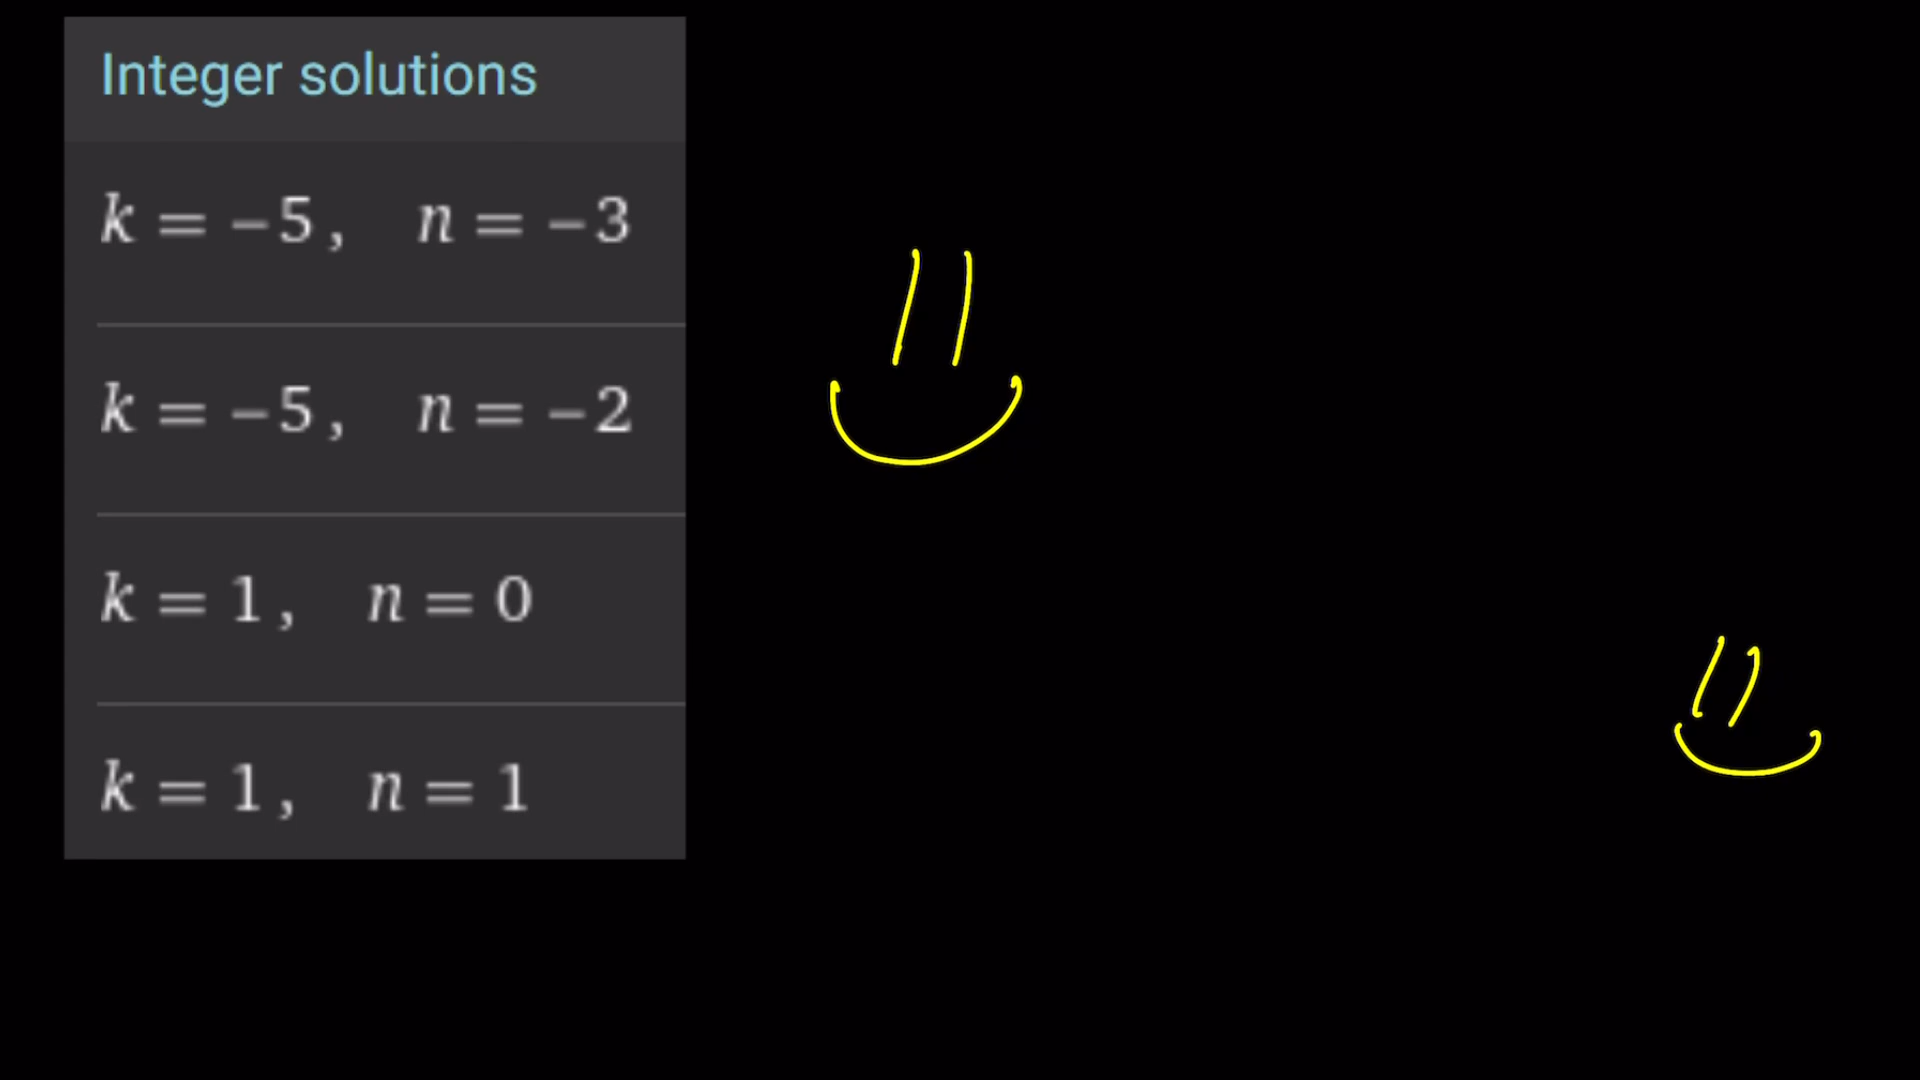 Integer solutions
k = −5, n = −3
k = −5, n = −2
k = 1, n = 0
k = 1, n = 1